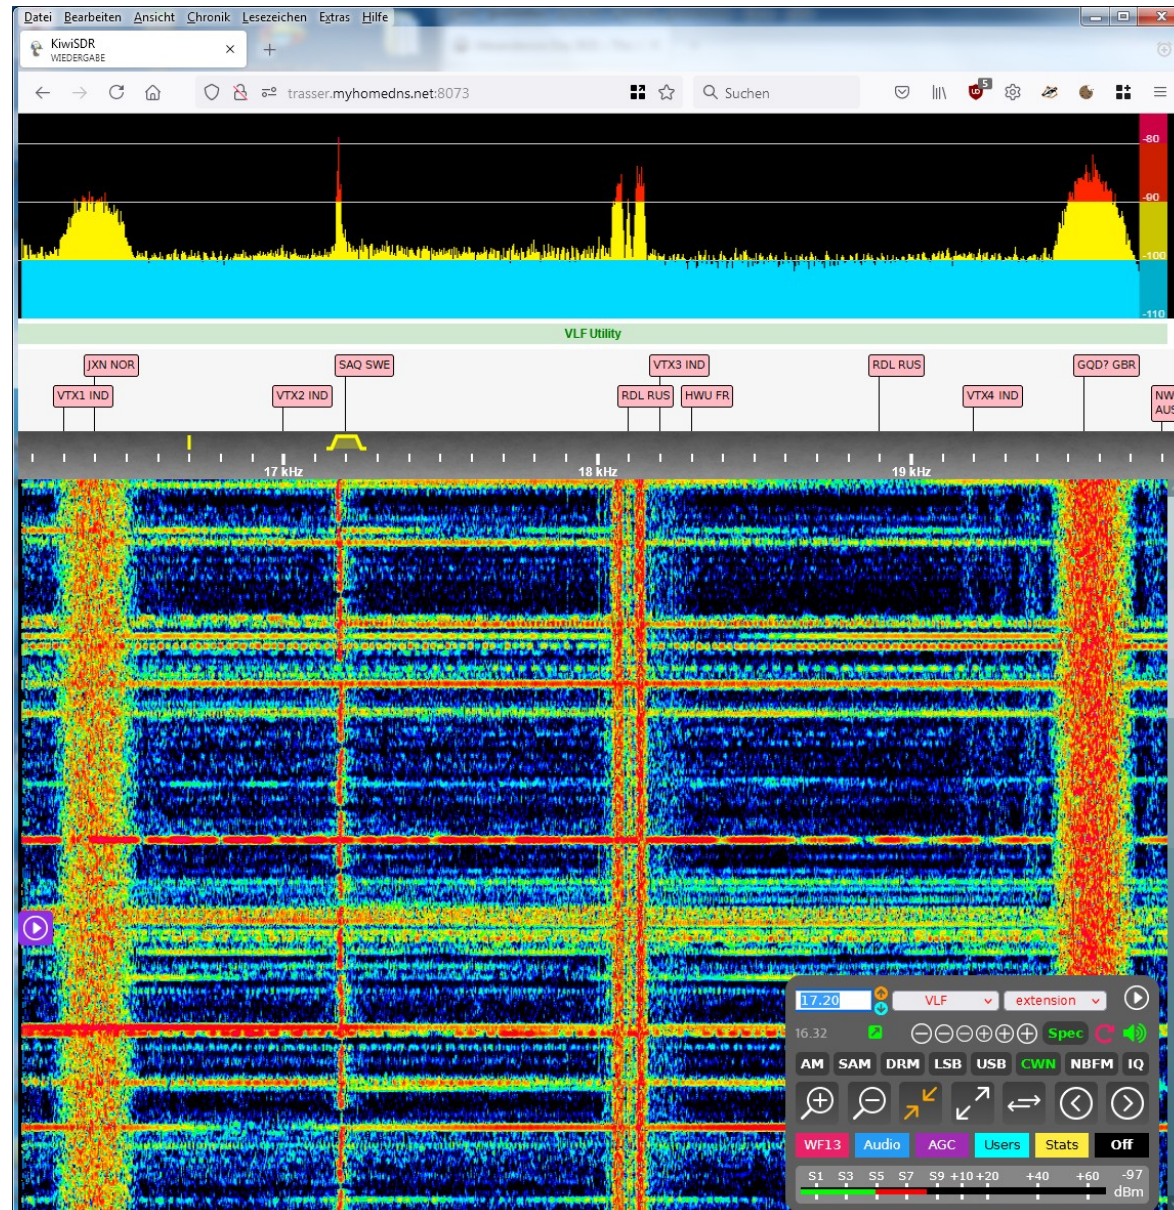 Datei Bearbeiten Ansicht Chronik Lesezeichen Extras Hilfe
KiwiSDR
WIEDERGABE
trasser.myhomedns.net:8073
Suchen
5
-80
-90
-100
-110
VLF Utility
JXN NOR SAQ SWE VTX3 IND RDL RUS GQD? GBR
VTX1 IND VTX2 IND RDL RUS HWU FR VTX4 IND NW
AUS
17 kHz 18 kHz 19 kHz
17.20 VLF extension
16.32 Spec
AM SAM DRM LSB USB CWN NBFM IQ
WF13 Audio AGC Users Stats Off
S1 S3 S5 S7 S9 +10 +20 +40 +60 -97
dBm